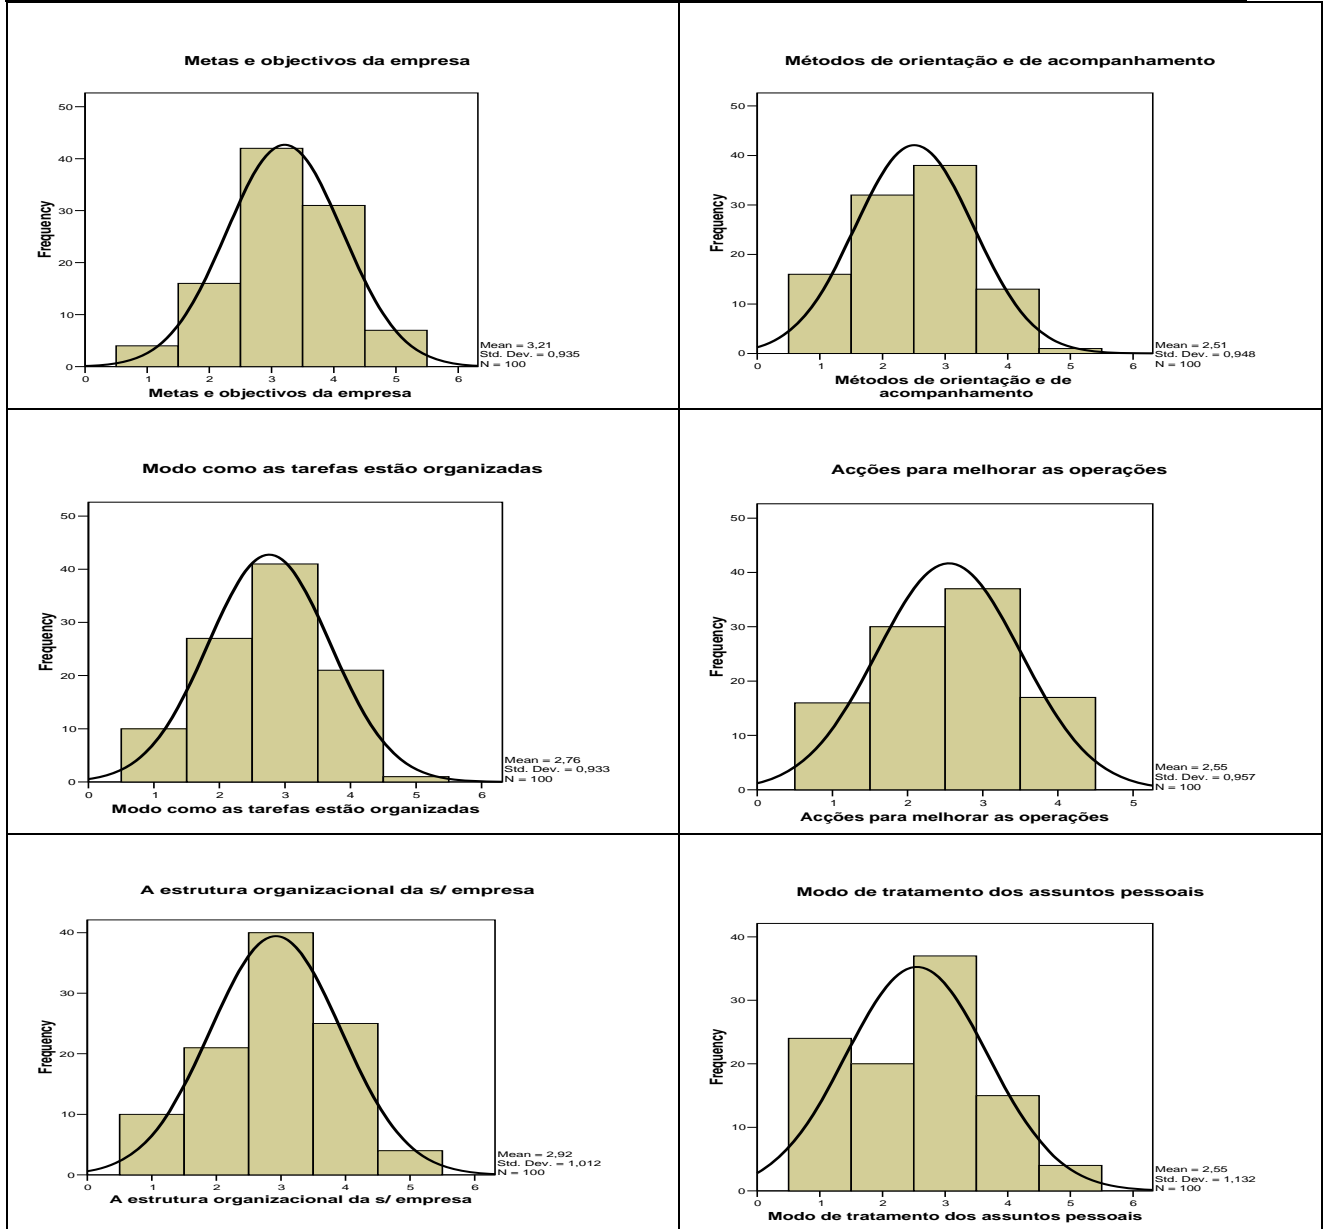 Metas e objectivos da empresa
Frequency
50
40
30
20
10
0
0 1 2 3 4 5 6
Metas e objectivos da empresa
Mean = 3,21
Std. Dev. = 0,935
N = 100
Métodos de orientação e de acompanhamento
Frequency
50
40
30
20
10
0
0 1 2 3 4 5 6
Métodos de orientação e de
acompanhamento
Mean = 2,51
Std. Dev. = 0,948
N = 100
Modo como as tarefas estão organizadas
Frequency
50
40
30
20
10
0
0 1 2 3 4 5 6
Modo como as tarefas estão organizadas
Mean = 2,76
Std. Dev. = 0,933
N = 100
Acções para melhorar as operações
Frequency
50
40
30
20
10
0
0 1 2 3 4 5
Acções para melhorar as operações
Mean = 2,55
Std. Dev. = 0,957
N = 100
A estrutura organizacional da s/ empresa
Frequency
40
30
20
10
0
0 1 2 3 4 5 6
A estrutura organizacional da s/ empresa
Mean = 2,92
Std. Dev. = 1,012
N = 100
Modo de tratamento dos assuntos pessoais
Frequency
40
30
20
10
0
0 1 2 3 4 5 6
Modo de tratamento dos assuntos pessoais
Mean = 2,55
Std. Dev. = 1,132
N = 100